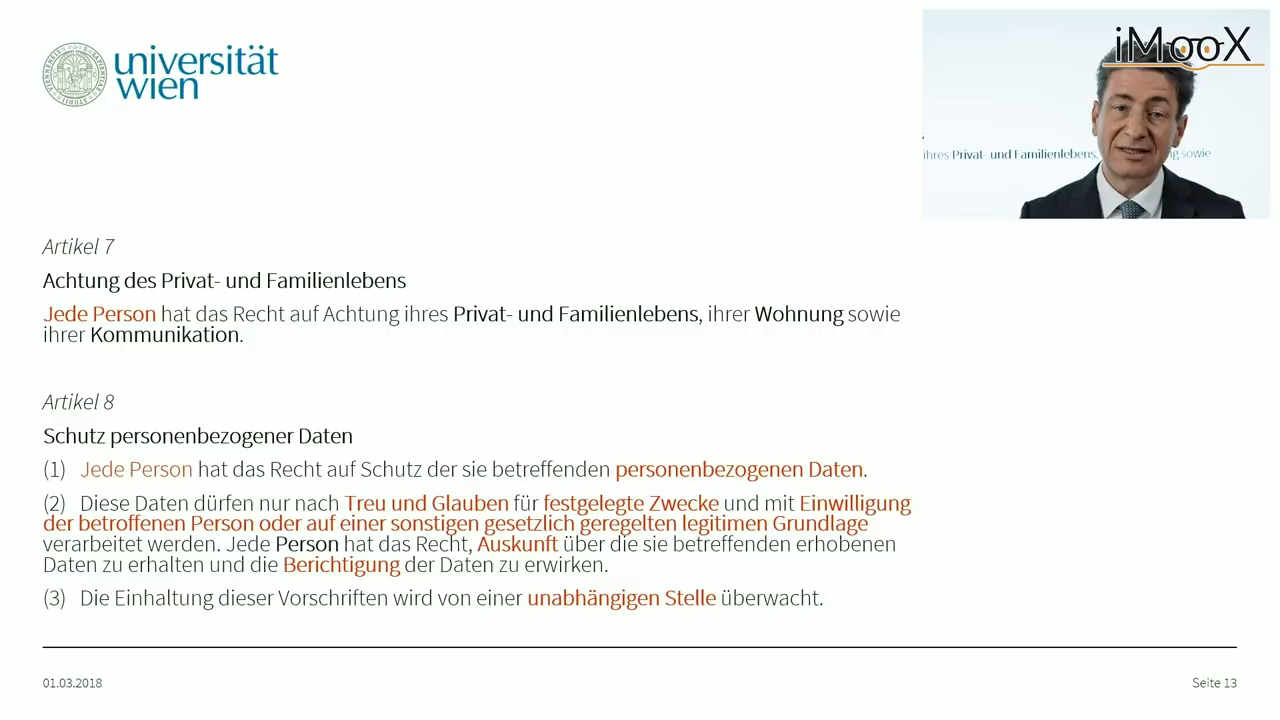 universität
wien
iMooX
ihres Privat- und Familienlebens,
sowie
Artikel 7
Achtung des Privat- und Familienlebens
Jede Person hat das Recht auf Achtung ihres Privat- und Familienlebens, ihrer Wohnung sowie
ihrer Kommunikation.
Artikel 8
Schutz personenbezogener Daten
(1) Jede Person hat das Recht auf Schutz der sie betreffenden personenbezogenen Daten.
(2) Diese Daten dürfen nur nach Treu und Glauben für festgelegte Zwecke und mit Einwilligung
der betroffenen Person oder auf einer sonstigen gesetzlich geregelten legitimen Grundlage
verarbeitet werden. Jede Person hat das Recht, Auskunft über die sie betreffenden erhobenen
Daten zu erhalten und die Berichtigung der Daten zu erwirken.
(3) Die Einhaltung dieser Vorschriften wird von einer unabhängigen Stelle überwacht.
01.03.2018
Seite 13